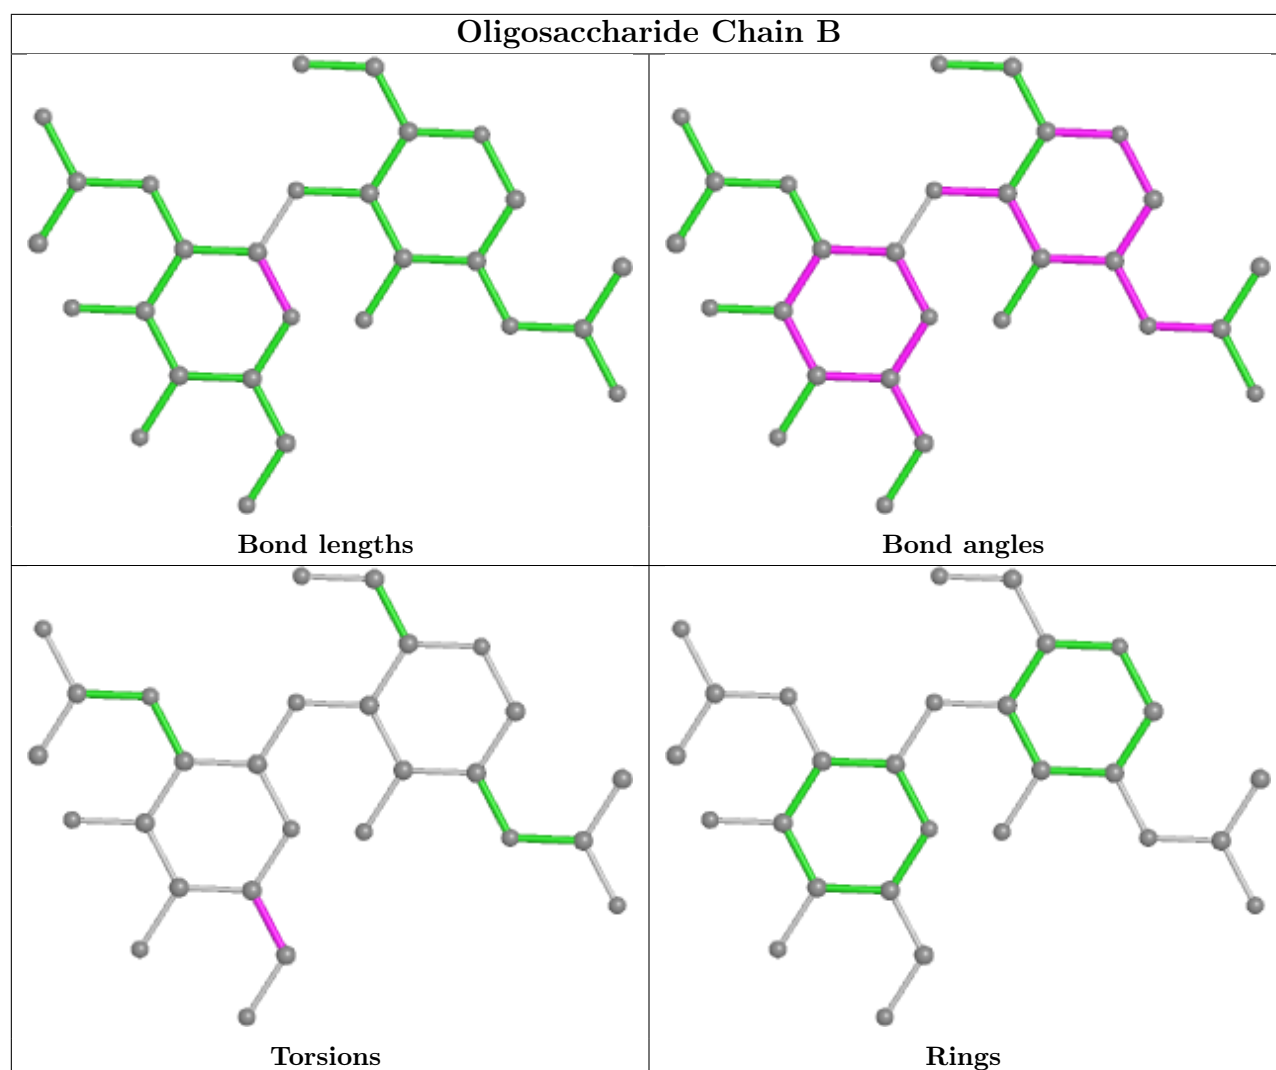 Oligosaccharide Chain B
Bond lengths
Bond angles
Torsions
Rings